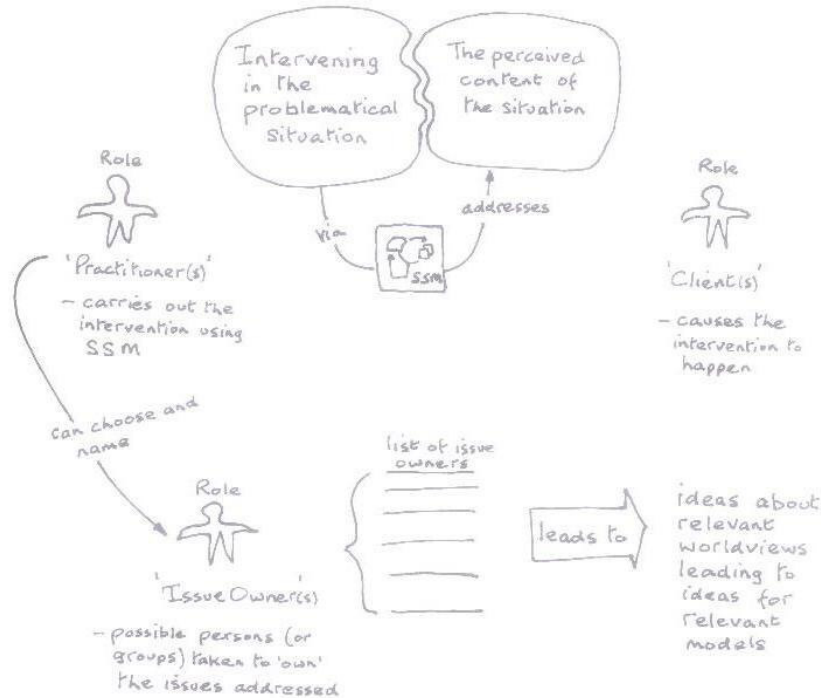 Intervening
in the
problematical
situation
The perceived
content of
the situation
via
addresses
SSM
Role
'Practitioner(s)'
- carries out the
intervention using
SSM
Role
'Client(s)'
- causes the
intervention to
happen
can choose and
name
Role
'Issue Owner(s)
- possible persons (or
groups) taken to 'own'
the issues addressed
list of issue
owners
leads to
ideas about
relevant
worldviews
leading to
ideas for
relevant
models